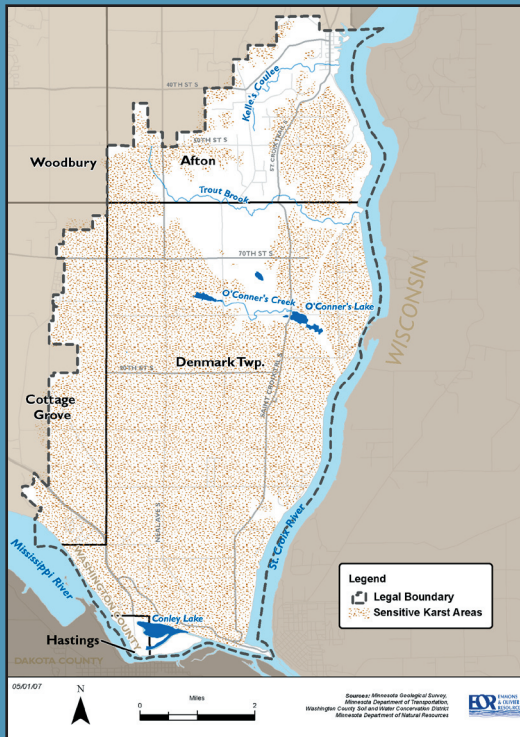 Kelle's Coulee
40TH ST S
50TH ST S
ST. CROIX TRAIL S
Woodbury
Afton
Trout Brook
70TH ST S
WISCONSIN
O'Conner's Creek
O'Conner's Lake
Denmark Twp.
80TH ST S
Cottage
Grove
SAINT CROIX TRL S
NEAL AVE S
St. Croix River
Mississippi River
WASHINGTON COUNTY
Conley Lake
Hastings
DAKOTA COUNTY
Legend
Legal Boundary
Sensitive Karst Areas
05/01/07
N
Miles
0
2
Sources: Minnesota Geological Survey,
Minnesota Department of Transportation,
Washington County Soil and Water Conservation District
Minnesota Department of Natural Resources
EOR
EMMONS
& OLIVIER
RESOURCES